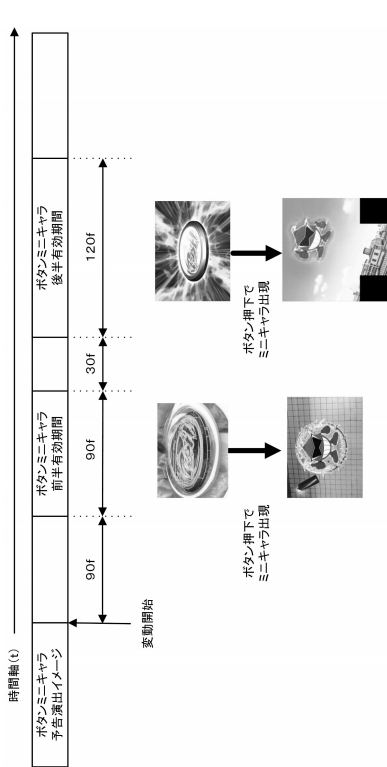 時間軸(t)
ボタンミニキャラ
予告演出イメージ
ボタンミニキャラ
前半有効期間
ボタンミニキャラ
後半有効期間
90f
90f
30f
120f
変動開始
ボタン押下で
ミニキャラ出現
ボタン押下で
ミニキャラ出現